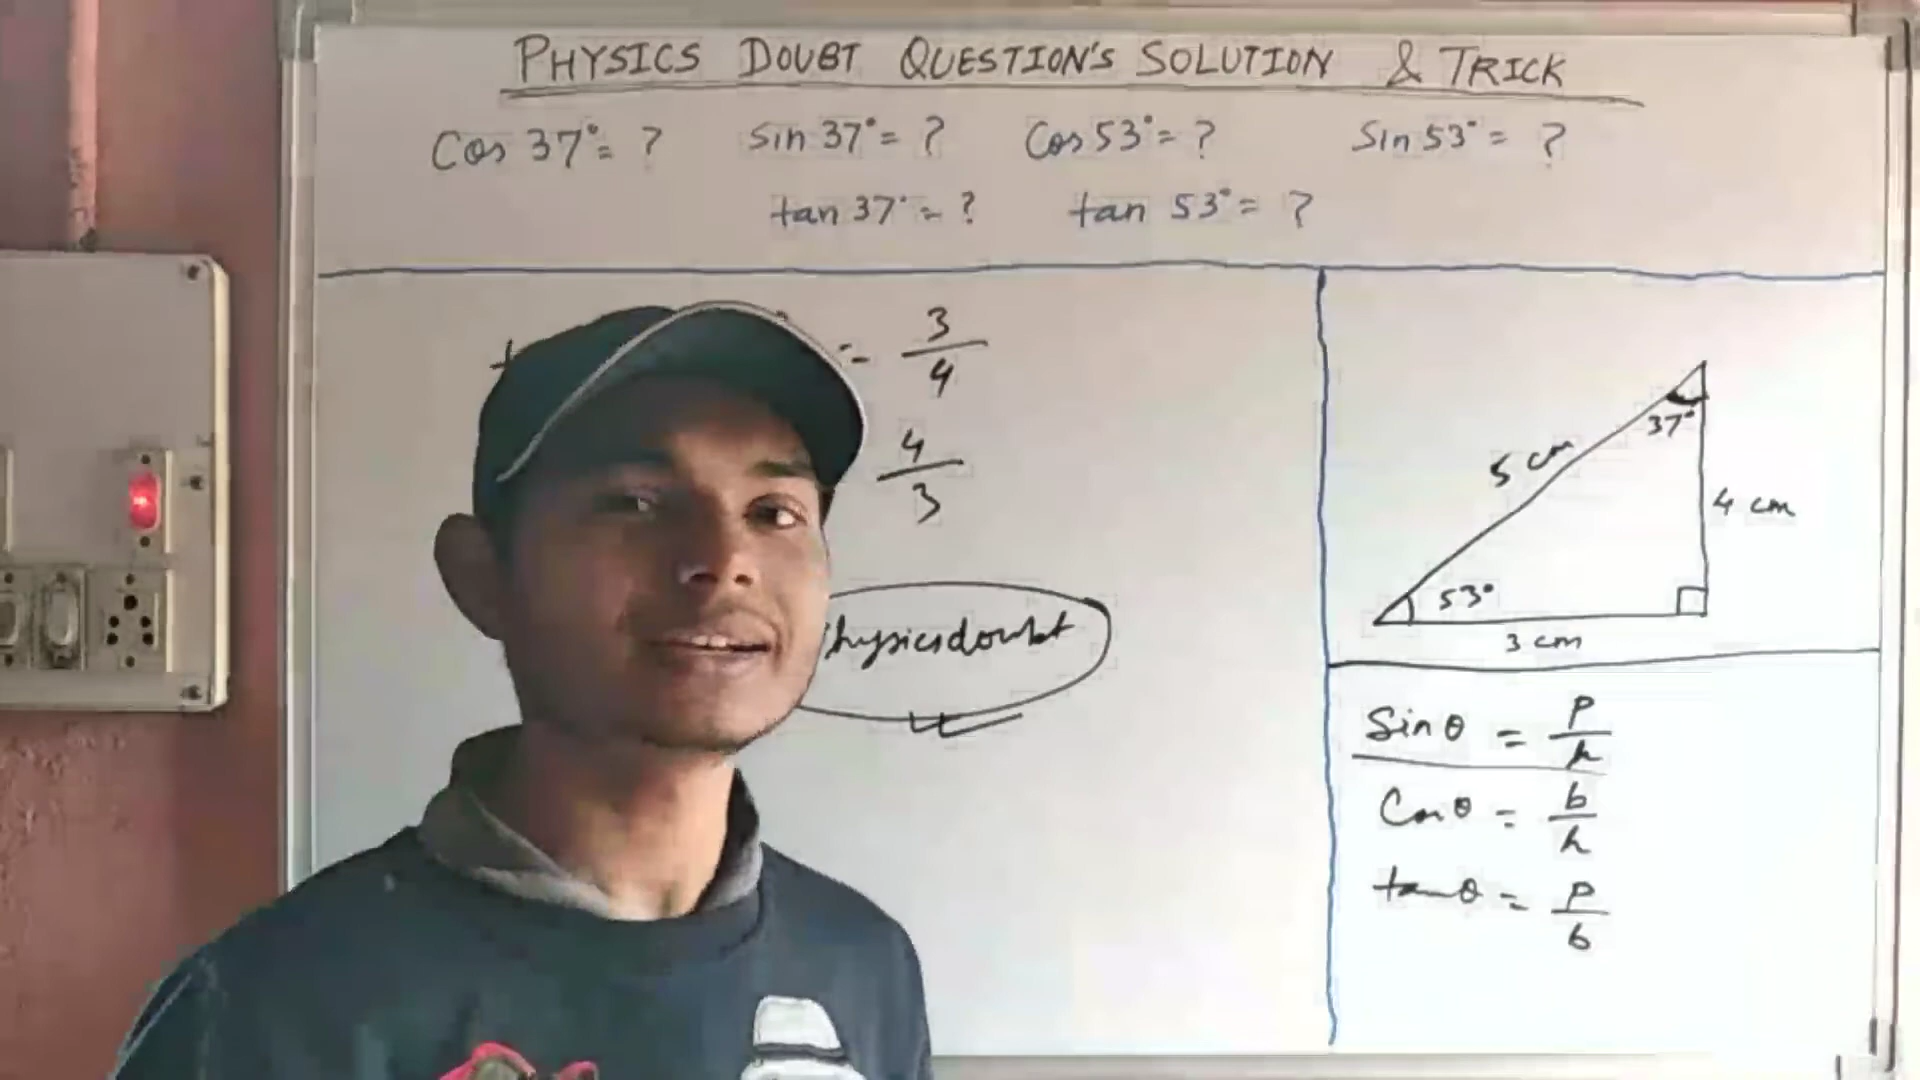 PHYSICS DOUBT QUESTION'S SOLUTION & TRICK
Cos 37° = ? Sin 37° = ? Cos 53° = ? Sin 53° = ?
tan 37° = ? tan 53° = ?
= 3/4
4/3
hysicsdoubt
37°
5 cm
4 cm
53°
3 cm
Sin θ = P/h
Cos θ = b/h
tan θ = P/b